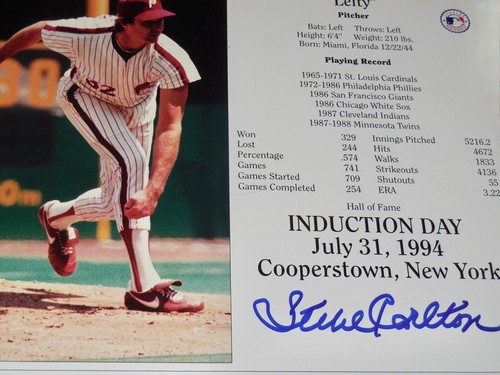 Lefty"
Pitcher
Bats: Left Throws: Left
Height: 6'4" Weight: 210 lbs.
Born: Miami, Florida 12/22/44
Playing Record
1965-1971 St. Louis Cardinals
1972-1986 Philadelphia Phillies
1986 San Francisco Giants
1986 Chicago White Sox
1987 Cleveland Indians
1987-1988 Minnesota Twins
Won 329 Innings Pitched 5216.2
Lost 244 Hits 4672
Percentage .574 Walks 1833
Games 741 Strikeouts 4136
Games Started 709 Shutouts 55
Games Completed 254 ERA 3.22
Hall of Fame
INDUCTION DAY
July 31, 1994
Cooperstown, New York
Steve Carlton
P
32